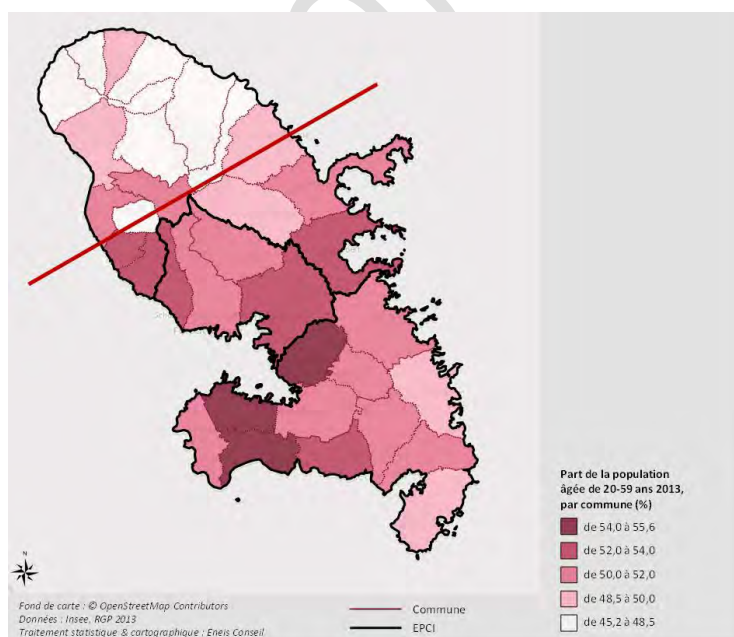 Part de la population
âgée de 20-59 ans 2013,
par commune (%)
de 54,0 à 55,6
de 52,0 à 54,0
de 50,0 à 52,0
de 48,5 à 50,0
de 45,2 à 48,5
N
Fond de carte : © OpenStreetMap Contributors
Données : Insee, RGP 2013
Traitement statistique & cartographique : Eneis Conseil
Commune
EPCI